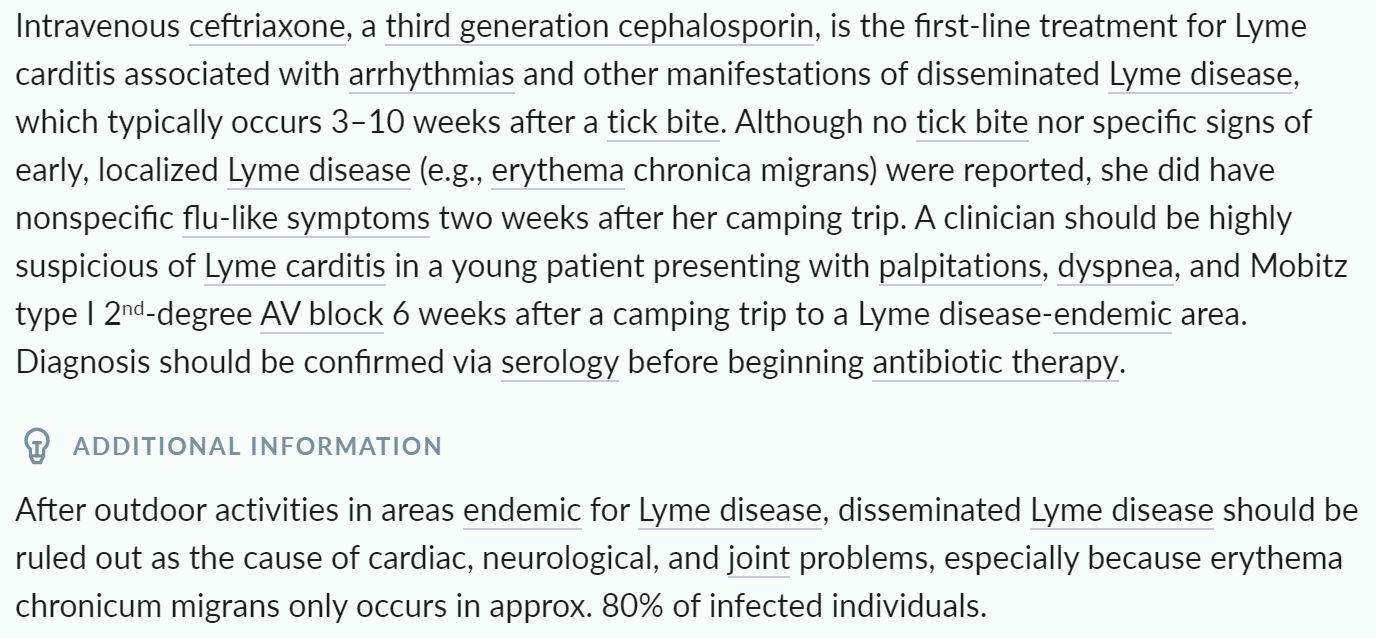 Intravenous ceftriaxone, a third generation cephalosporin, is the first-line treatment for Lyme
carditis associated with arrhythmias and other manifestations of disseminated Lyme disease,
which typically occurs 3–10 weeks after a tick bite. Although no tick bite nor specific signs of
early, localized Lyme disease (e.g., erythema chronica migrans) were reported, she did have
nonspecific flu-like symptoms two weeks after her camping trip. A clinician should be highly
suspicious of Lyme carditis in a young patient presenting with palpitations, dyspnea, and Mobitz
type I 2nd-degree AV block 6 weeks after a camping trip to a Lyme disease-endemic area.
Diagnosis should be confirmed via serology before beginning antibiotic therapy.
ADDITIONAL INFORMATION
After outdoor activities in areas endemic for Lyme disease, disseminated Lyme disease should be
ruled out as the cause of cardiac, neurological, and joint problems, especially because erythema
chronicum migrans only occurs in approx. 80% of infected individuals.